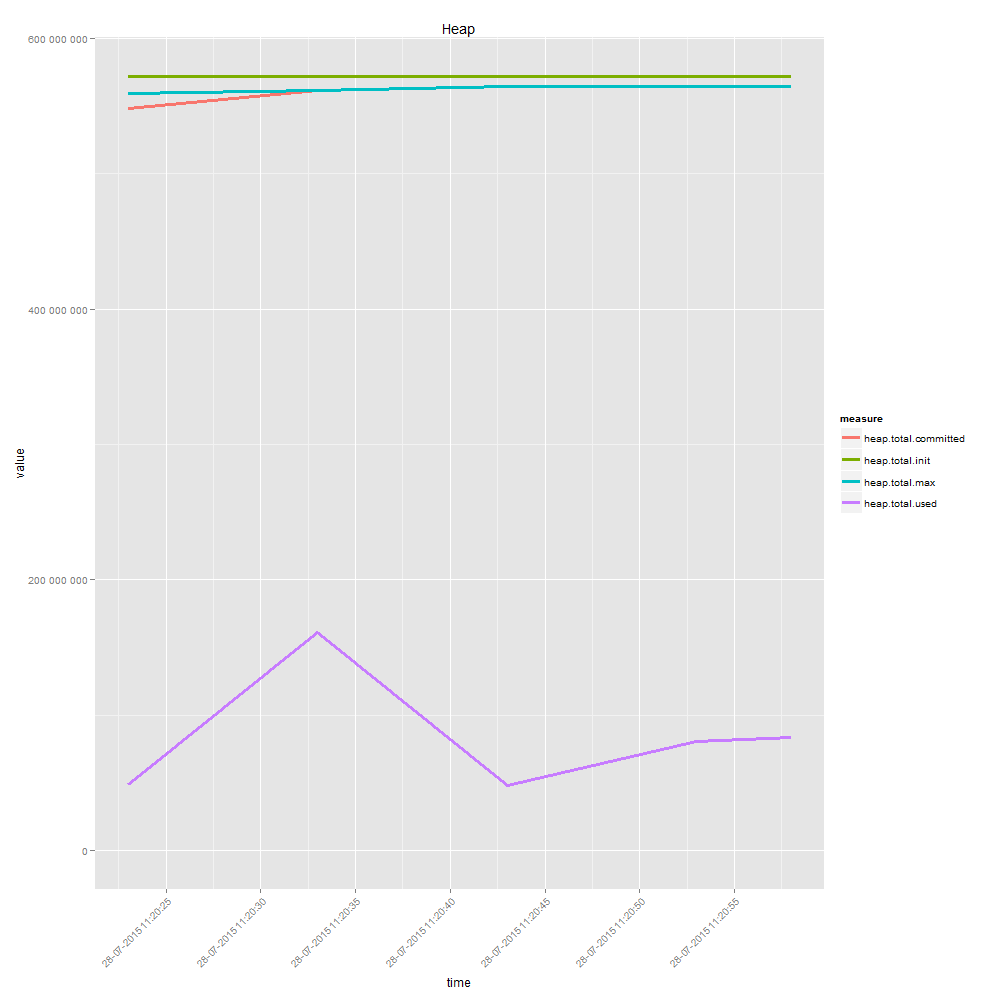 Heap
600 000 000
400 000 000
200 000 000
0
value
28-07-2015 11:20:25
28-07-2015 11:20:30
28-07-2015 11:20:35
28-07-2015 11:20:40
28-07-2015 11:20:45
28-07-2015 11:20:50
28-07-2015 11:20:55
time
measure
heap.total.committed
heap.total.init
heap.total.max
heap.total.used